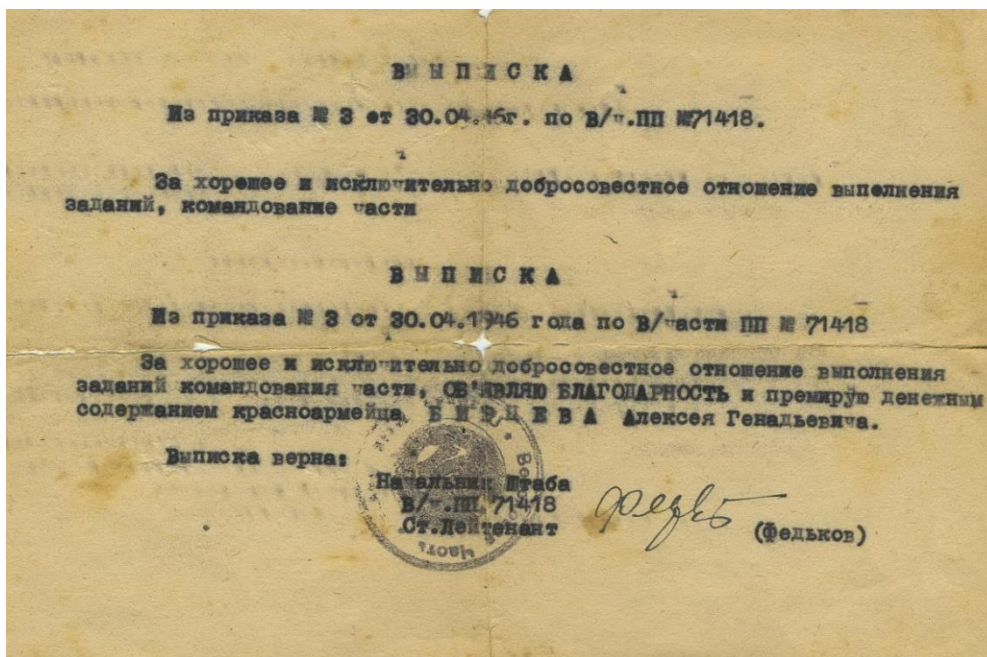 В Ы П И С К А
Из приказа № 3 от 30.04.46г. по В/ч.ПП №71418.
За хорошее и исключительно добросовестное отношение выполнения
заданий, командование части
В Ы П И С К А
Из приказа № 3 от 30.04.1946 года по В/части ПП № 71418
За хорошее и исключительно добросовестное отношение выполнения
заданий командования части, ОБ'ЯВЛЯЮ БЛАГОДАРНОСТЬ и премирую денежным
содержанием красноармейца Б И Р Ц Е В А Алексея Генадьевича.
Выписка верна:
Начальник Штаба
В/ч.ПП 71418
Ст.Лейтенант
(Федьков)
Часть